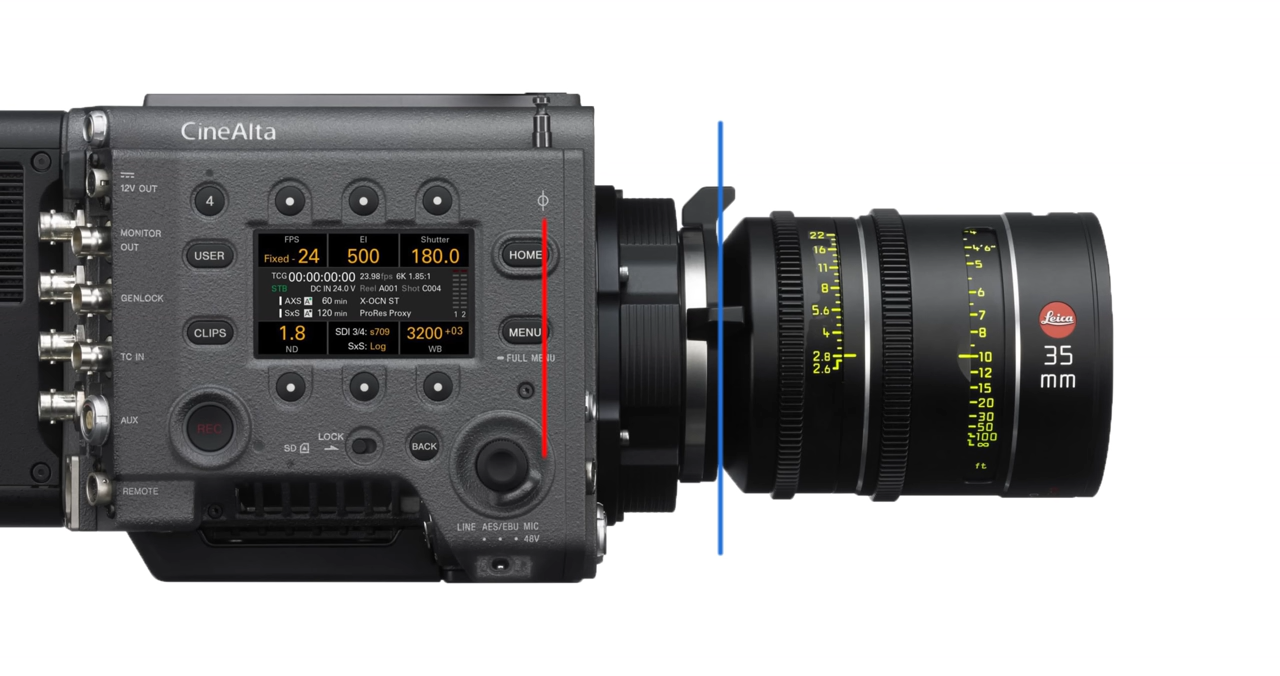 CineAlta
12V OUT
MONITOR
OUT
GENLOCK
TC IN
AUX
REMOTE
4
USER
CLIPS
REC
FPS EI Shutter
Fixed - 24 500 180.0
TCG 00:00:00:00 23.98fps 6K 1.85:1
STB DC IN 24.0 V Reel A001 Shot C004
AXS A 60 min X-OCN ST
SxS A 120 min ProRes Proxy
1 2
1.8 SDI 3/4: s709 3200+03
ND SxS: Log WB
HOME
MENU
FULL MENU
SD
LOCK
BACK
LINE AES/EBU MIC
48V
22
16
11
8
5.6
4
2.8
2.6
4
4'6"
5
6
7
8
10
12
15
20
30
50
100
∞
ft
Leica
35
mm